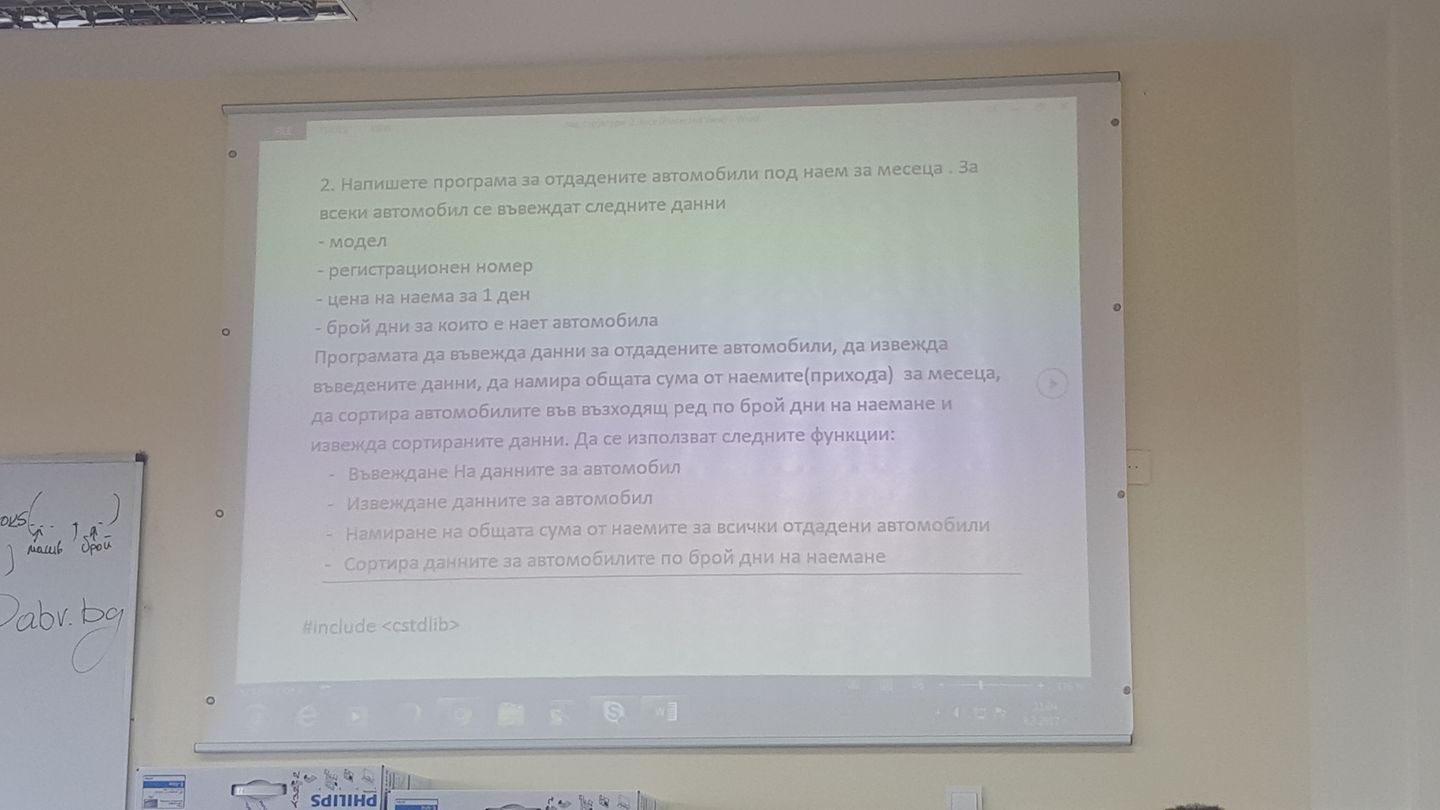 FILE
2. Напишете програма за отдадените автомобили под наем за месеца . За
всеки автомобил се въвеждат следните данни
- модел
- регистрационен номер
- цена на наема за 1 ден
- брой дни за които е нает автомобила
Програмата да въвежда данни за отдадените автомобили, да извежда
въведените данни, да намира общата сума от наемите(прихода) за месеца,
да сортира автомобилите във възходящ ред по брой дни на наемане и
извежда сортираните данни. Да се използват следните функции:
- Въвеждане На данните за автомобил
- Извеждане данните за автомобил
- Намиране на общата сума от наемите за всички отдадени автомобили
- Сортира данните за автомобилите по брой дни на наемане
#include <cstdlib>
11:04
брой
abv.bg
PHILIPS